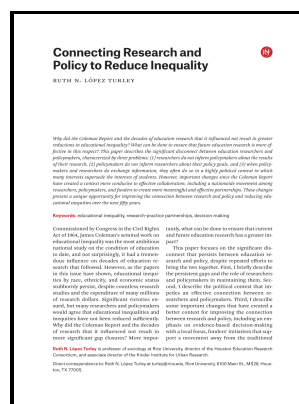 Connecting Research and
Policy to Reduce Inequality
RUTH N. LÓPEZ TURLEY
Why did the Coleman Report and the decades of education research that it influenced not result in greater
reductions in educational inequality? What can be done to ensure that future education research is more ef-
fective in this respect? This paper describes the significant disconnect between education researchers and
policymakers, characterized by three problems: (1) researchers do not inform policymakers about the results
of their research, (2) policymakers do not inform researchers about their policy goals, and (3) when policy-
makers and researchers do exchange information, they often do so in a highly political context in which
many interests supersede the interests of students. However, important changes since the Coleman Report
have created a context more conducive to effective collaboration, including a nationwide movement among
researchers, policymakers, and funders to create more meaningful and effective partnerships. These changes
present a unique opportunity for improving the connection between research and policy and reducing edu-
cational inequities over the next fifty years.
Keywords: educational inequality, research-practice partnerships, decision making
Commissioned by Congress in the Civil Rights
Act of 1964, James Coleman's seminal work on
educational inequality was the most ambitious
national study on the condition of education
to date, and not surprisingly, it had a tremen-
dous influence on decades of education re-
search that followed. However, as the papers
in this issue have shown, educational inequi-
ties by race, ethnicity, and economic status
stubbornly persist, despite countless research
studies and the expenditure of many millions
of research dollars. Significant victories en-
sued, but many researchers and policymakers
would agree that educational inequalities and
inequities have not been reduced sufficiently.
Why did the Coleman Report and the decades
of research that it influenced not result in
more significant gap closures? More impor-
tantly, what can be done to ensure that current
and future education research has a greater im-
pact?
This paper focuses on the significant dis-
connect that persists between education re-
search and policy, despite repeated efforts to
bring the two together. First, I briefly describe
the persistent gaps and the role of researchers
and policymakers in maintaining them. Sec-
ond, I describe the political context that im-
pedes an effective connection between re-
searchers and policymakers. Third, I describe
some important changes that have created a
better context for improving the connection
between research and policy, including an em-
phasis on evidence-based decision-making
with a local focus, funders' initiatives that sup-
port a movement away from the traditional
Ruth N. López Turley is professor of sociology at Rice University, director of the Houston Education Research
Consortium, and associate director of the Kinder Institute for Urban Research.
Direct correspondence to: Ruth N. López Turley at turley@rice.edu, Rice University, 6100 Main St., MS28, Hous-
ton, TX 77005.